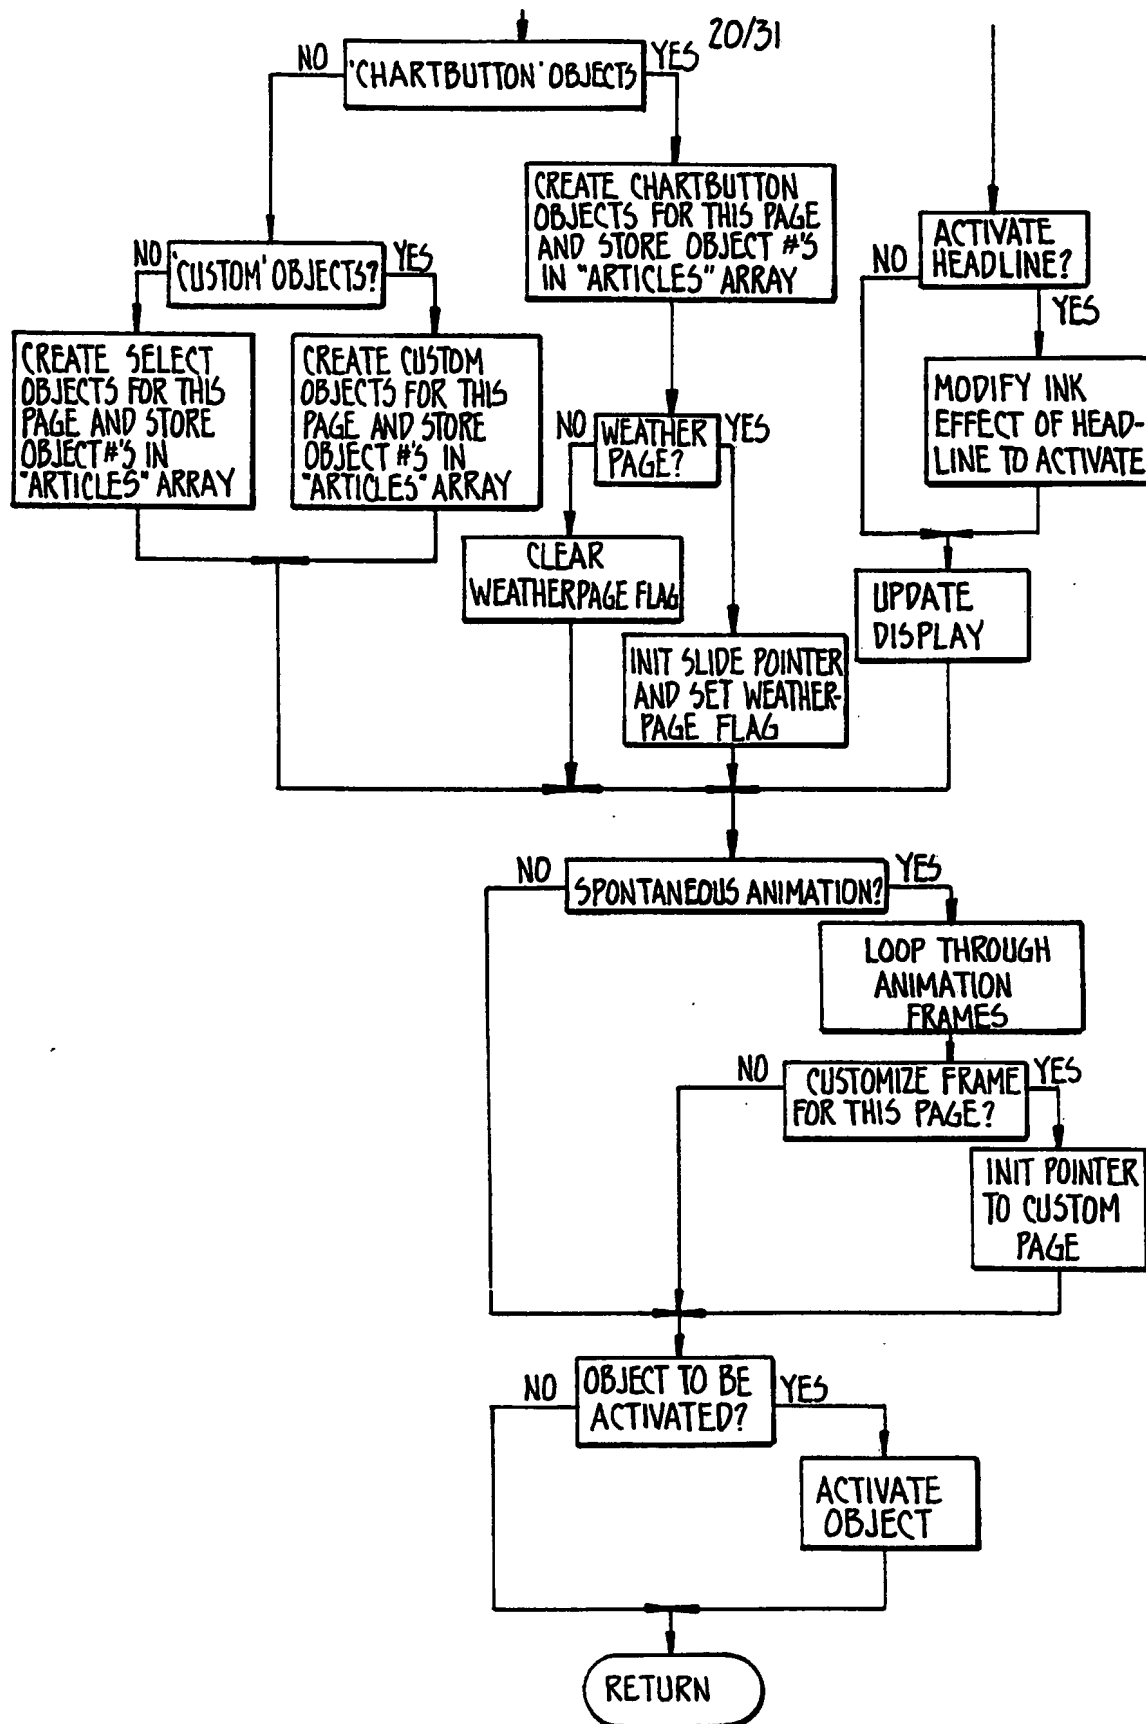 20/31
NO
'CHARTBUTTON' OBJECTS
YES
CREATE CHARTBUTTON
OBJECTS FOR THIS PAGE
AND STORE OBJECT #'S
IN "ARTICLES" ARRAY
ACTIVATE
HEADLINE?
NO
YES
NO
'CUSTOM' OBJECTS?
YES
CREATE SELECT
OBJECTS FOR THIS
PAGE AND STORE
OBJECT #'S IN
"ARTICLES" ARRAY
CREATE CUSTOM
OBJECTS FOR THIS
PAGE AND STORE
OBJECT #'S IN
"ARTICLES" ARRAY
MODIFY INK
EFFECT OF HEAD-
LINE TO ACTIVATE
NO
WEATHER
PAGE?
YES
CLEAR
WEATHERPAGE FLAG
UPDATE
DISPLAY
INIT SLIDE POINTER
AND SET WEATHER-
PAGE FLAG
NO
SPONTANEOUS ANIMATION?
YES
LOOP THROUGH
ANIMATION
FRAMES
NO
CUSTOMIZE FRAME
FOR THIS PAGE?
YES
INIT POINTER
TO CUSTOM
PAGE
NO
OBJECT TO BE
ACTIVATED?
YES
ACTIVATE
OBJECT
RETURN